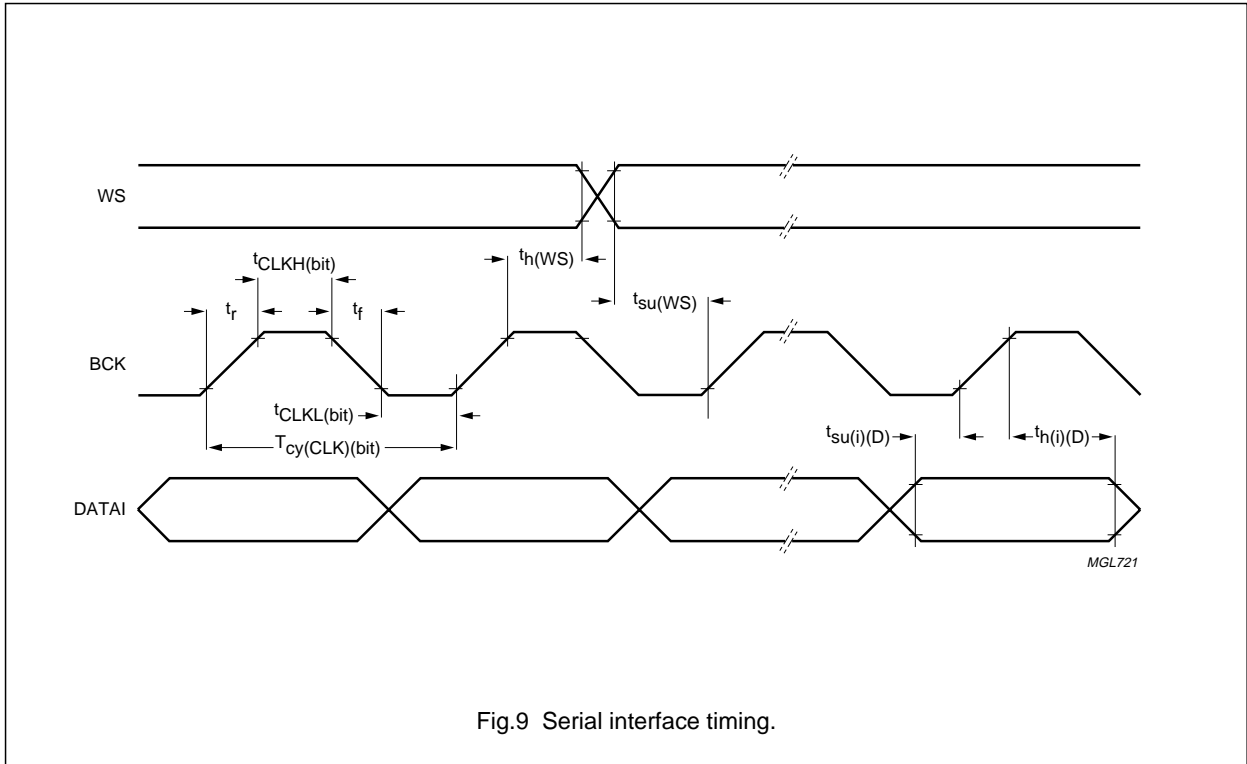 WS
tCLKH(bit)
th(WS)
tr
tf
tsu(WS)
BCK
tCLKL(bit)
Tcy(CLK)(bit)
tsu(i)(D)
th(i)(D)
DATAI
MGL721
Fig.9 Serial interface timing.